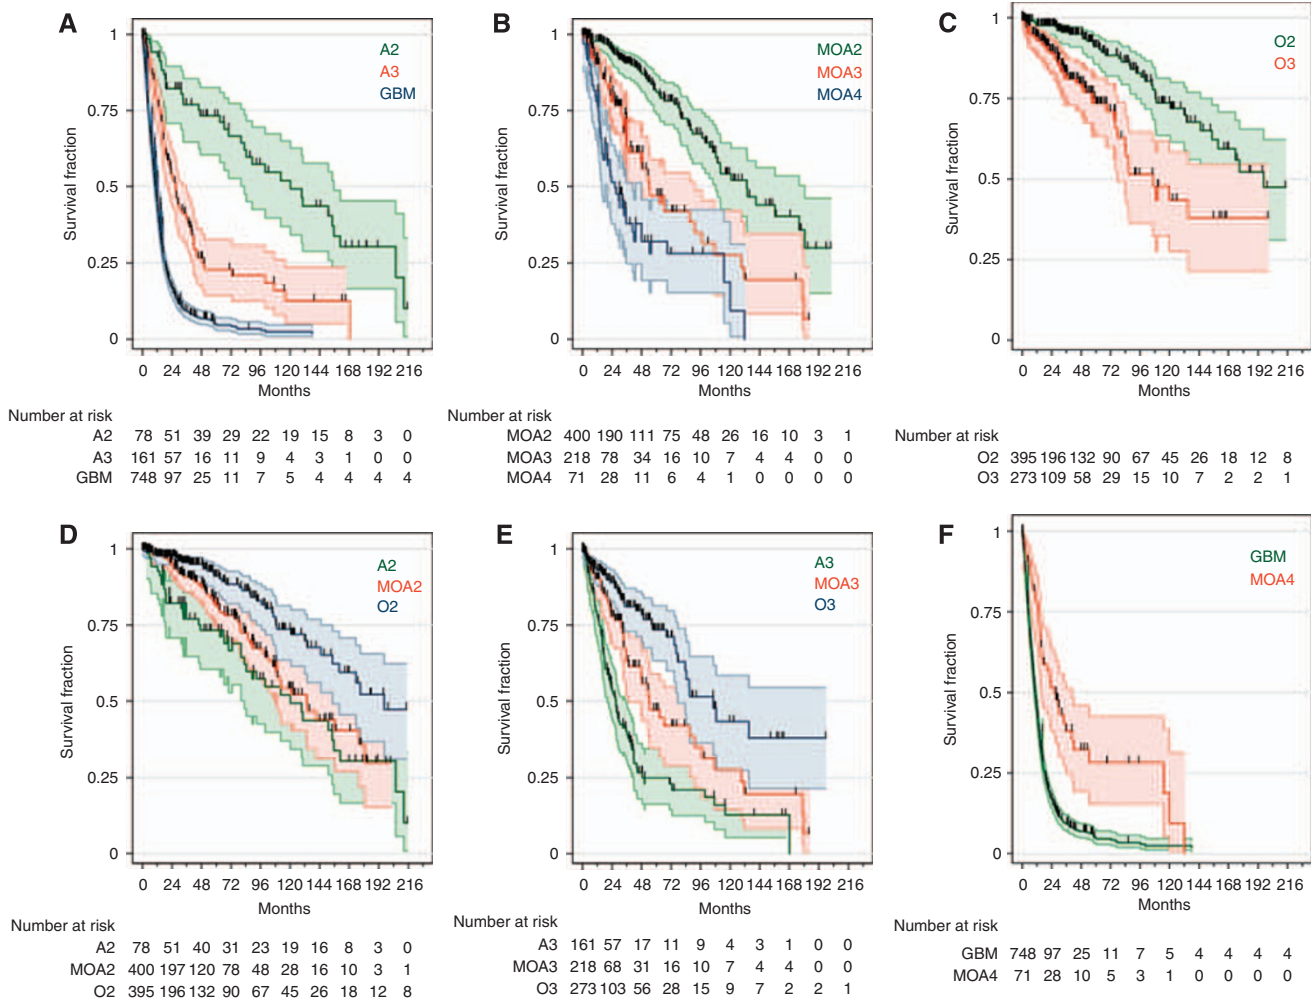 A
1
0.75
0.5
0.25
0
Survival fraction
A2
A3
GBM
0 24 48 72 96 120 144 168 192 216
Months
Number at risk
A2 78 51 39 29 22 19 15 8 3 0
A3 161 57 16 11 9 4 3 1 0 0
GBM 748 97 25 11 7 5 4 4 4 4
B
1
0.75
0.5
0.25
0
Survival fraction
MOA2
MOA3
MOA4
0 24 48 72 96 120 144 168 192 216
Months
Number at risk
MOA2 400 190 111 75 48 26 16 10 3 1
MOA3 218 78 34 16 10 7 4 4 0 0
MOA4 71 28 11 6 4 1 0 0 0 0
C
1
0.75
0.5
0.25
0
Survival fraction
O2
O3
0 24 48 72 96 120 144 168 192 216
Months
Number at risk
O2 395 196 132 90 67 45 26 18 12 8
O3 273 109 58 29 15 10 7 2 2 1
D
1
0.75
0.5
0.25
0
Survival fraction
A2
MOA2
O2
0 24 48 72 96 120 144 168 192 216
Months
Number at risk
A2 78 51 40 31 23 19 16 8 3 0
MOA2 400 197 120 78 48 28 16 10 3 1
O2 395 196 132 90 67 45 26 18 12 8
E
1
0.75
0.5
0.25
0
Survival fraction
A3
MOA3
O3
0 24 48 72 96 120 144 168 192 216
Months
Number at risk
A3 161 57 17 11 9 4 3 1 0 0
MOA3 218 68 31 16 10 7 4 4 0 0
O3 273 103 56 28 15 9 7 2 2 1
F
1
0.75
0.5
0.25
0
Survival fraction
GBM
MOA4
0 24 48 72 96 120 144 168 192 216
Months
Number at risk
GBM 748 97 25 11 7 5 4 4 4 4
MOA4 71 28 10 5 3 1 0 0 0 0